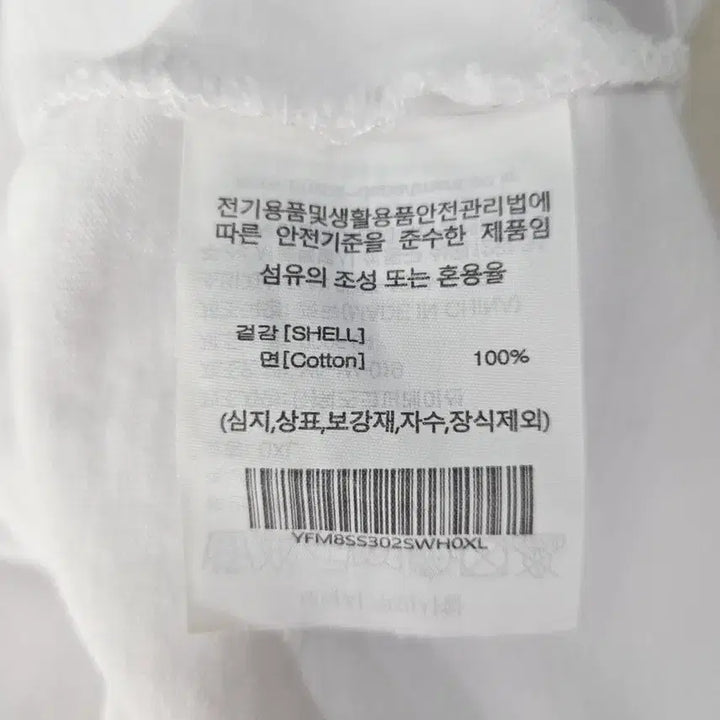 전기용품및생활용품안전관리법에
따른 안전기준을 준수한 제품임
섬유의 조성 또는 혼용율
겉감 [SHELL]
면[Cotton] 100%
(심지,상표,보강재,자수,장식제외)
YFM8SS302SWH0XL